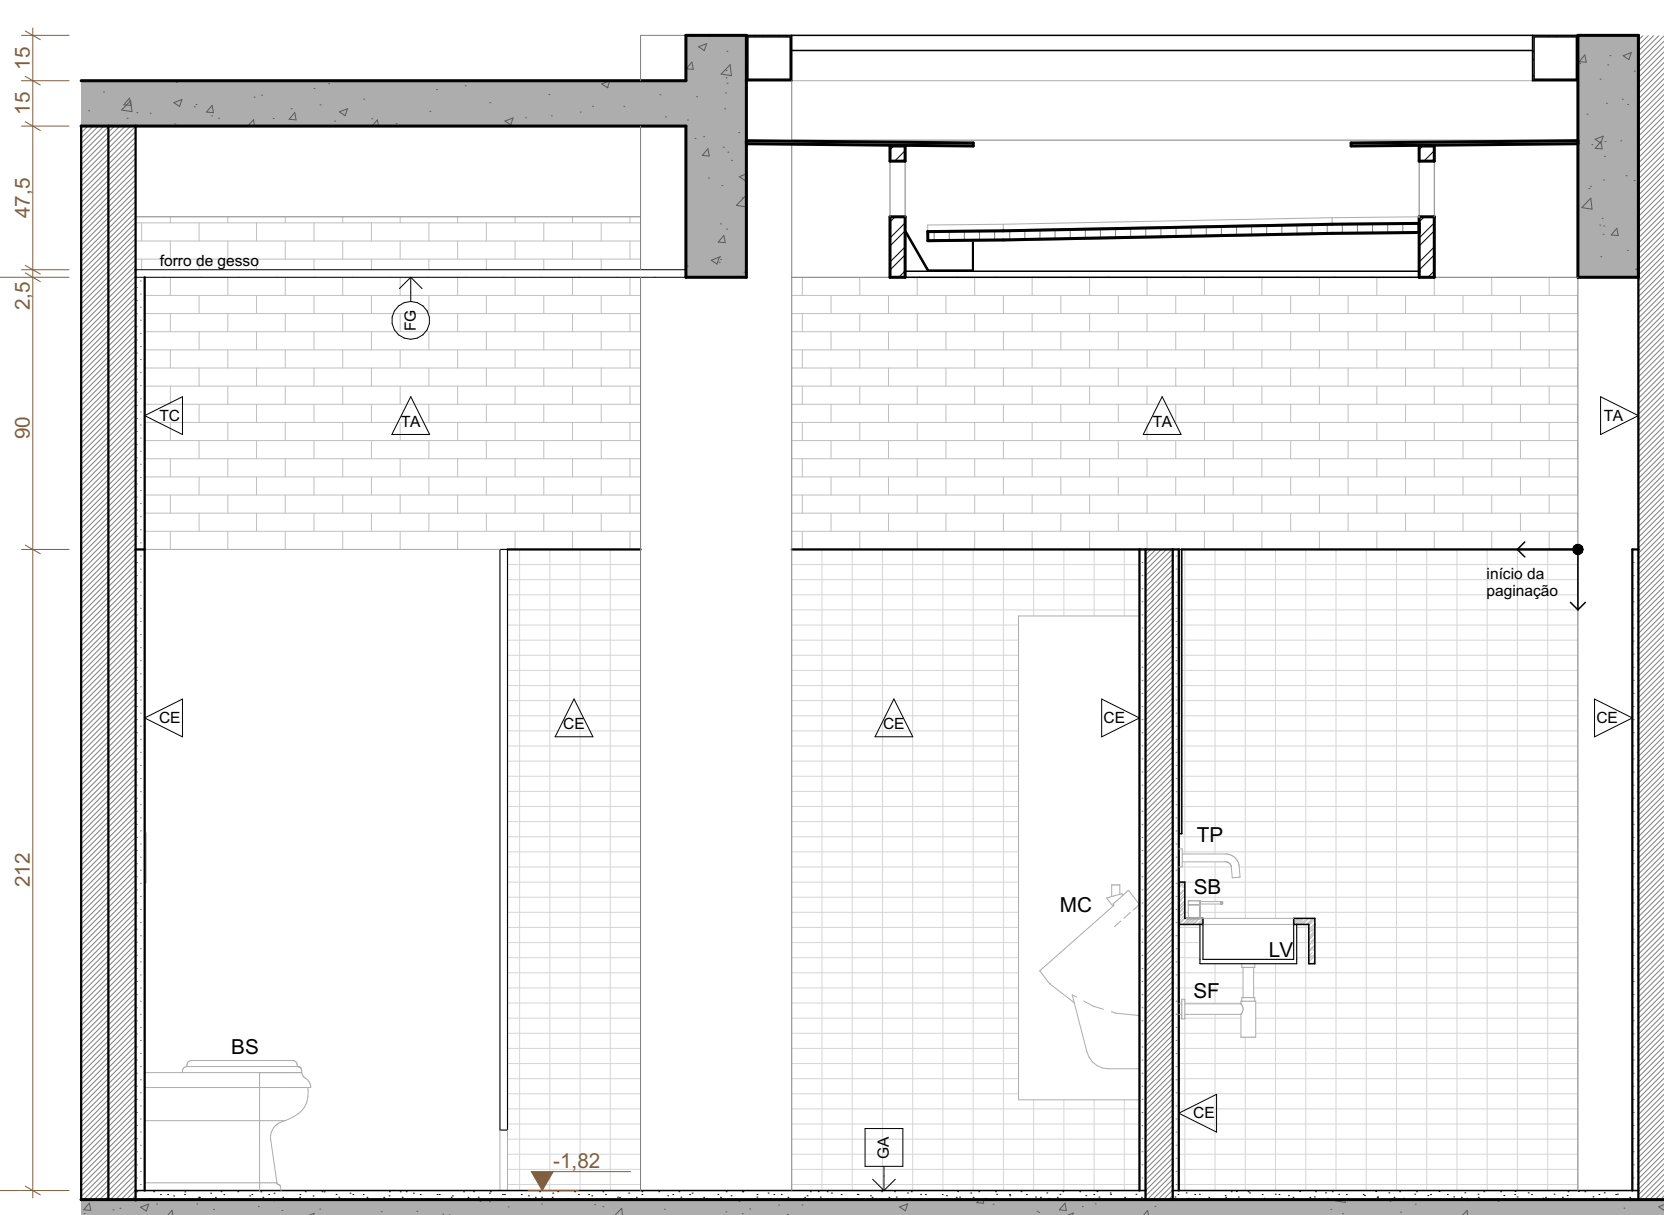 15
15
47,5
forro de gesso
2,5
FG
90
TC
TA
TA
TA
início da
paginação
CE
CE
CE
CE
CE
212
TP
SB
MC
LV
SF
BS
CE
GA
-1,82